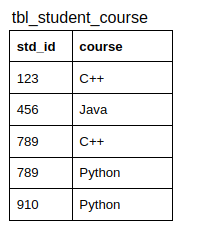 tbl_student_course
std_id course
123 C++
456 Java
789 C++
789 Python
910 Python